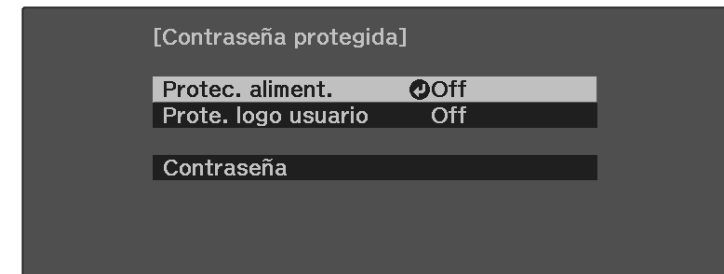 [Contraseña protegida]
Protec. aliment. Off
Prote. logo usuario Off
Contraseña